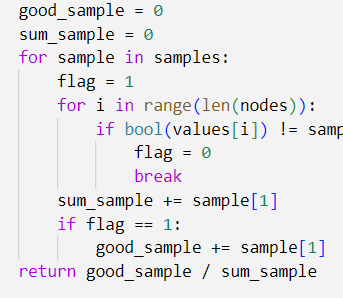 good_sample = 0
sum_sample = 0
for sample in samples:
    flag = 1
    for i in range(len(nodes)):
        if bool(values[i]) != samp
            flag = 0
            break
    sum_sample += sample[1]
    if flag == 1:
        good_sample += sample[1]
return good_sample / sum_sample